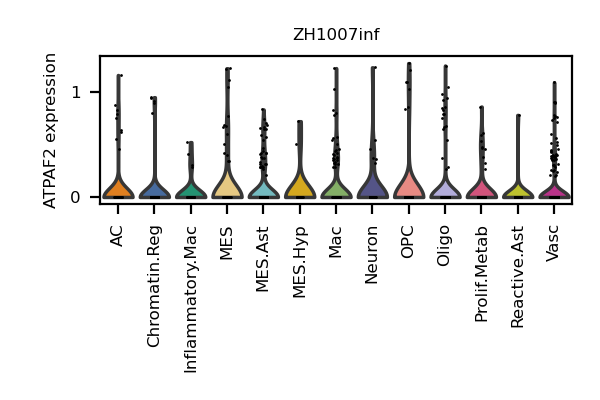 ZH1007inf
ATPAF2 expression
1
0
AC
Chromatin.Reg
Inflammatory.Mac
MES
MES.Ast
MES.Hyp
Mac
Neuron
OPC
Oligo
Prolif.Metab
Reactive.Ast
Vasc